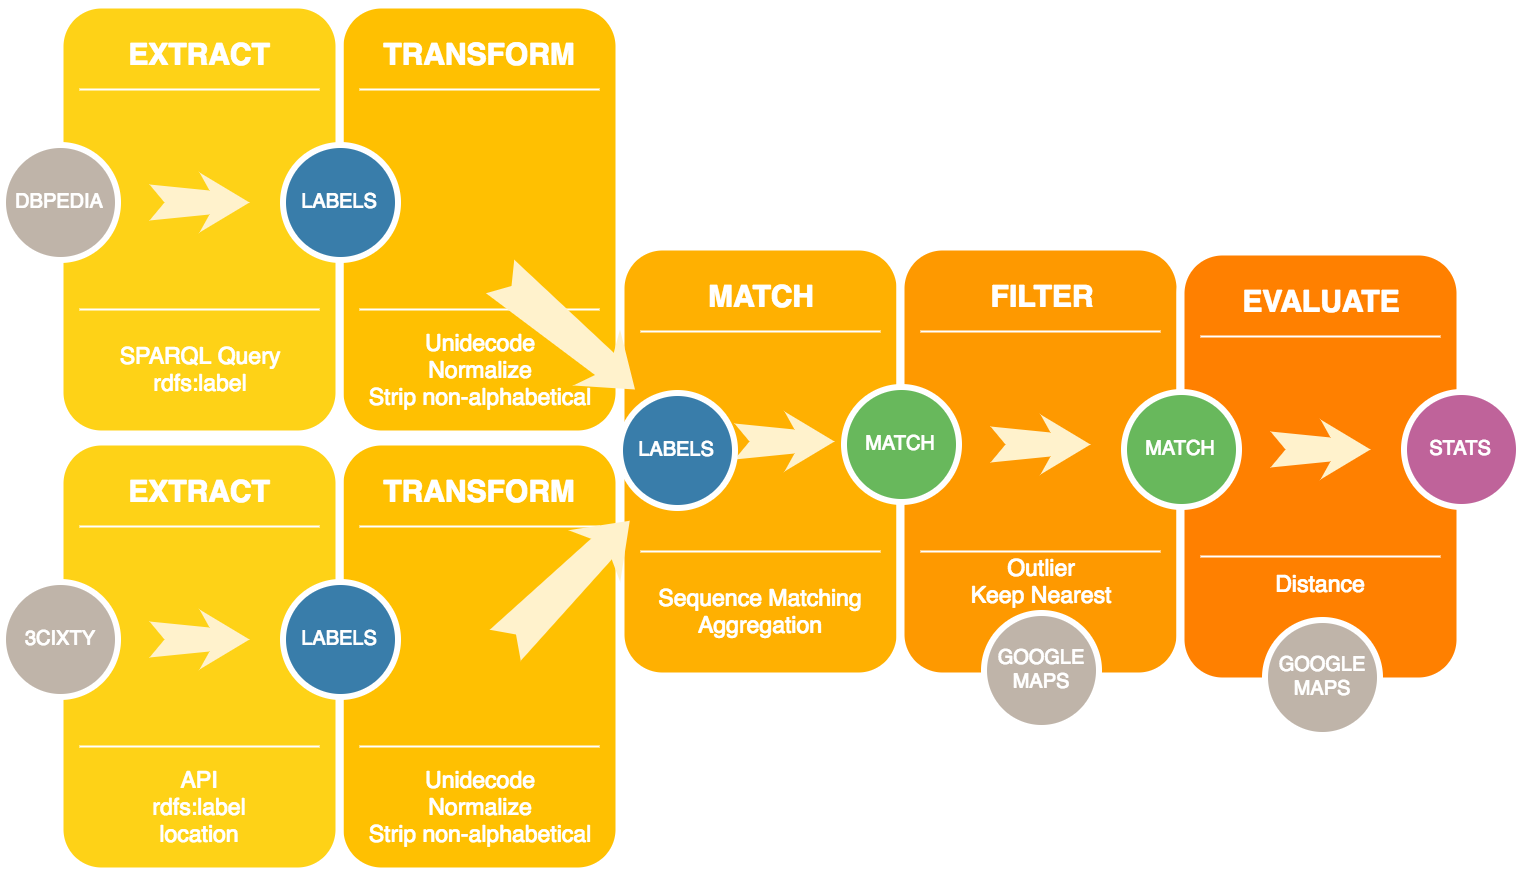 EXTRACT
DBPEDIA
LABELS
SPARQL Query
rdfs:label
TRANSFORM
Unidecode
Normalize
Strip non-alphabetical
EXTRACT
3CIXTY
LABELS
API
rdfs:label
location
TRANSFORM
Unidecode
Normalize
Strip non-alphabetical
MATCH
LABELS
MATCH
Sequence Matching
Aggregation
FILTER
MATCH
Outlier
Keep Nearest
GOOGLE
MAPS
EVALUATE
STATS
Distance
GOOGLE
MAPS